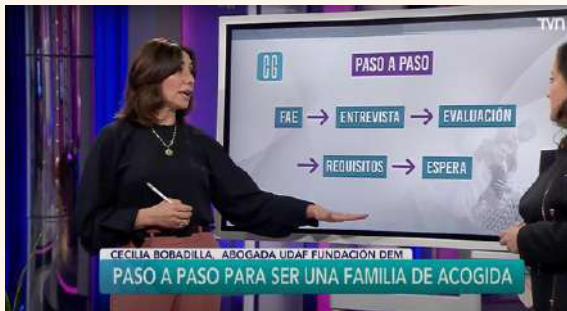 TVN
CG
PASO A PASO
FAE → ENTREVISTA → EVALUACIÓN
→ REQUISITOS → ESPERA
CECILIA BOBADILLA, ABOGADA UDAF FUNDACIÓN DEM
PASO A PASO PARA SER UNA FAMILIA DE ACOGIDA